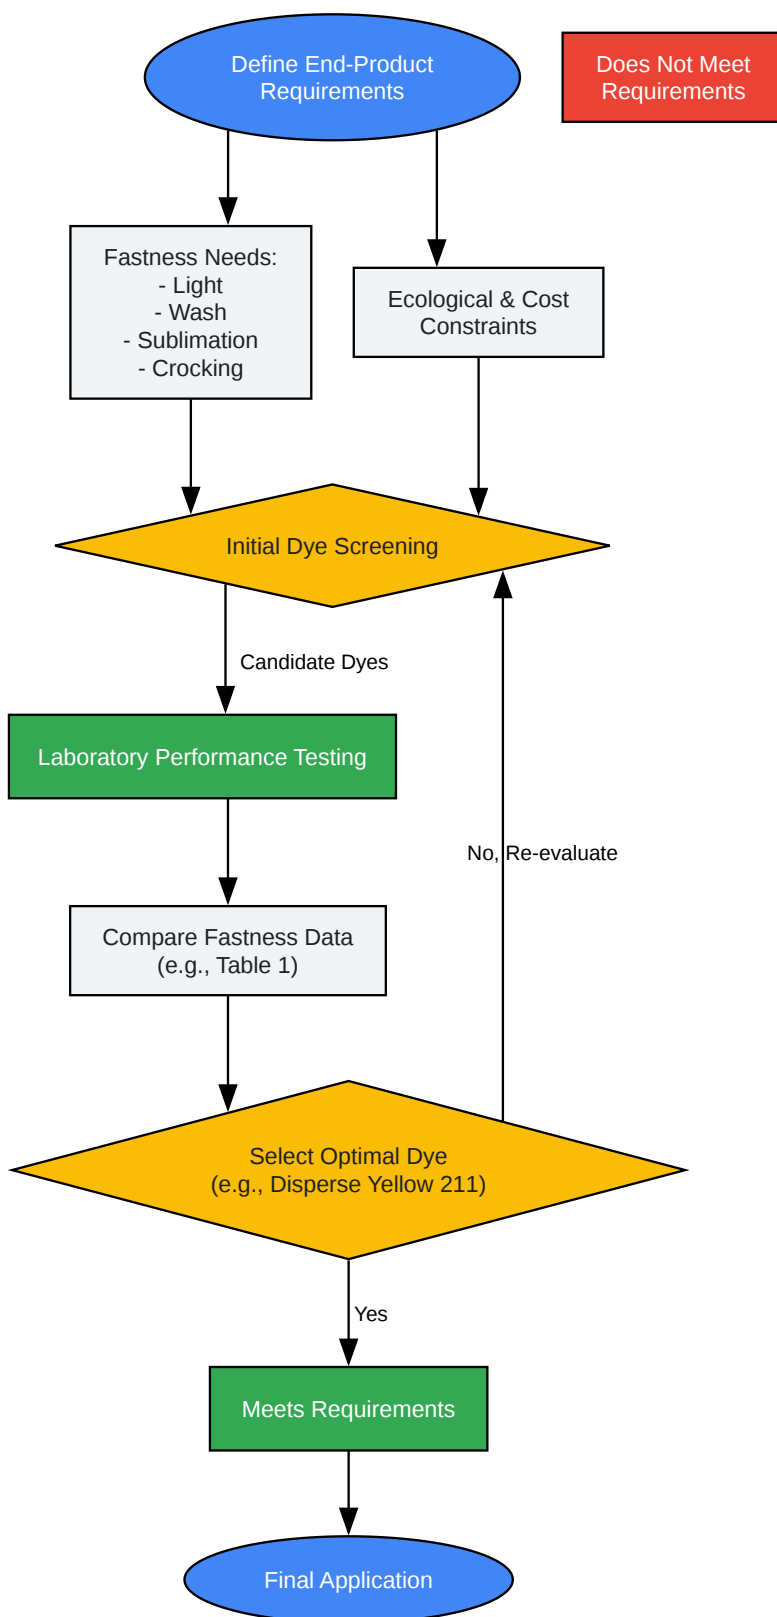 Define End-Product
Requirements
Does Not Meet
Requirements
Fastness Needs:
- Light
- Wash
- Sublimation
- Crocking
Ecological & Cost
Constraints
Initial Dye Screening
Candidate Dyes
Laboratory Performance Testing
No, Re-evaluate
Compare Fastness Data
(e.g., Table 1)
Select Optimal Dye
(e.g., Disperse Yellow 211)
Yes
Meets Requirements
Final Application